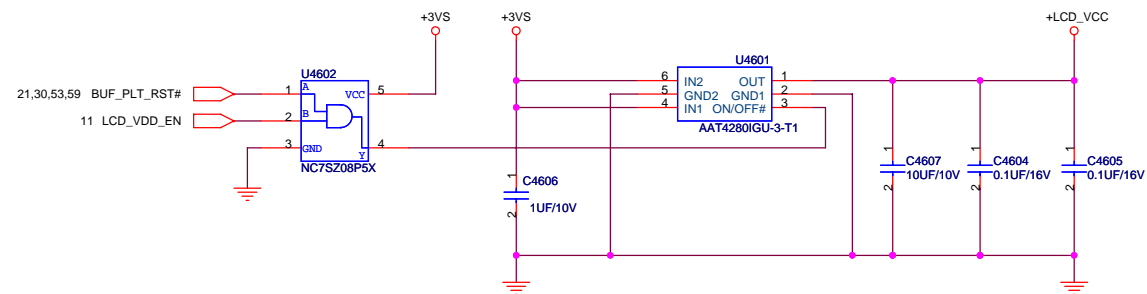 +3VS
+3VS
+LCD_VCC
U4602
U4601
21,30,53,59 BUF_PLT_RST#
1 A VCC 5
11 LCD_VDD_EN
2 B
3 GND Y 4
NC7SZ08P5X
6 IN2 OUT 1
5 GND2 GND1 2
4 IN1 ON/OFF# 3
AAT4280IGU-3-T1
1
C4606
1UF/10V
2
1
C4607
10UF/10V
2
1
C4604
0.1UF/16V
2
1
C4605
0.1UF/16V
2